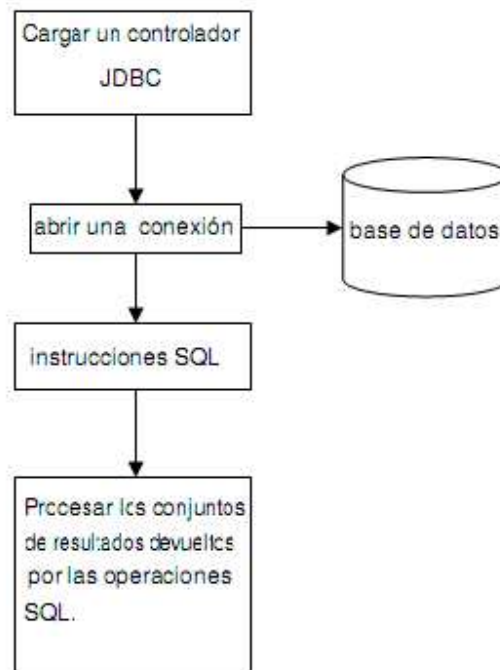 Cargar un controlador
JDBC
abrir una conexión
base de datos
instrucciones SQL
Procesar los conjuntos
de resultados devueltos
por las operaciones
SQL.